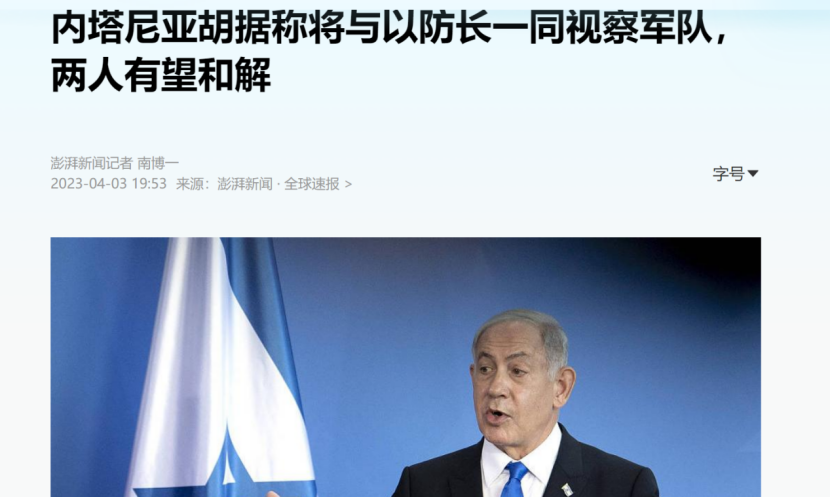 内塔尼亚胡据称将与以防长一同视察军队，
两人有望和解
澎湃新闻记者 南博一
2023-04-03 19:53 来源：澎湃新闻 · 全球速报 >
字号▼